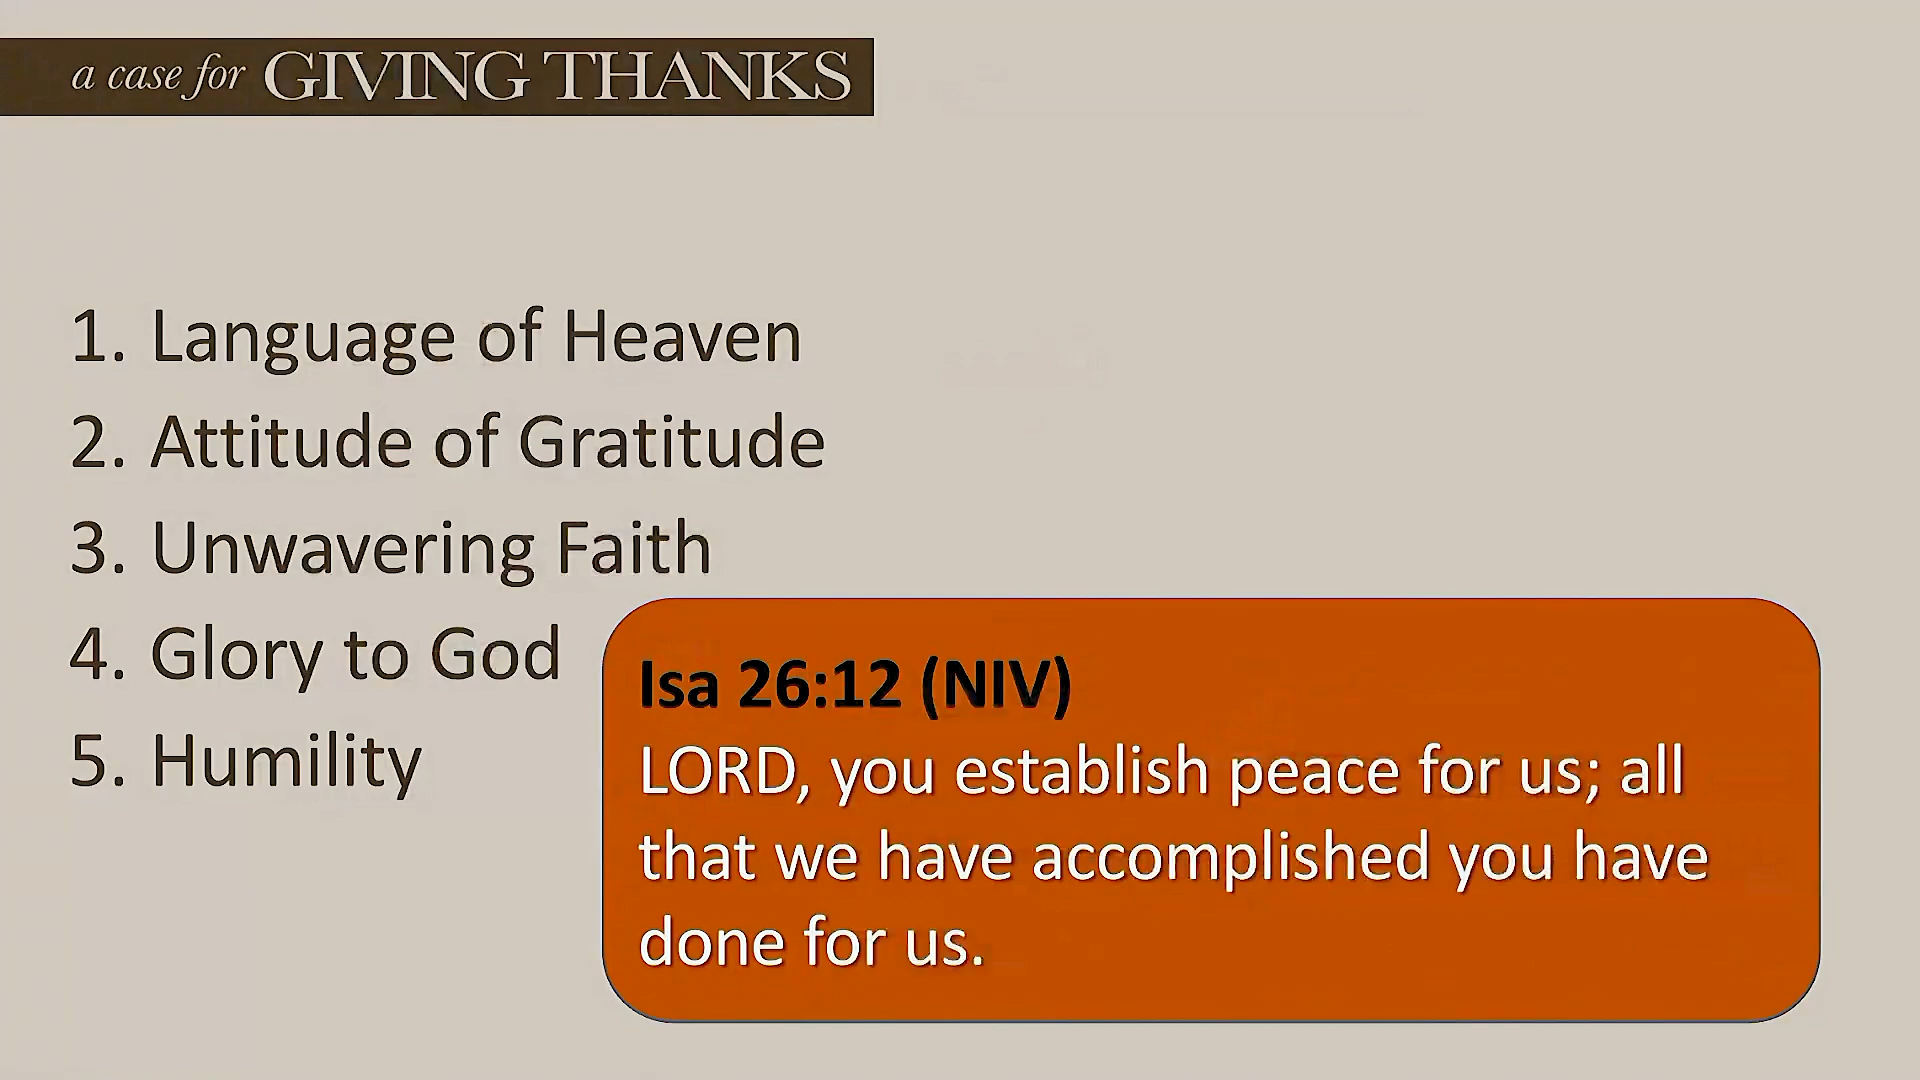 a case for GIVING THANKS
1. Language of Heaven
2. Attitude of Gratitude
3. Unwavering Faith
4. Glory to God
5. Humility
Isa 26:12 (NIV)
LORD, you establish peace for us; all
that we have accomplished you have
done for us.